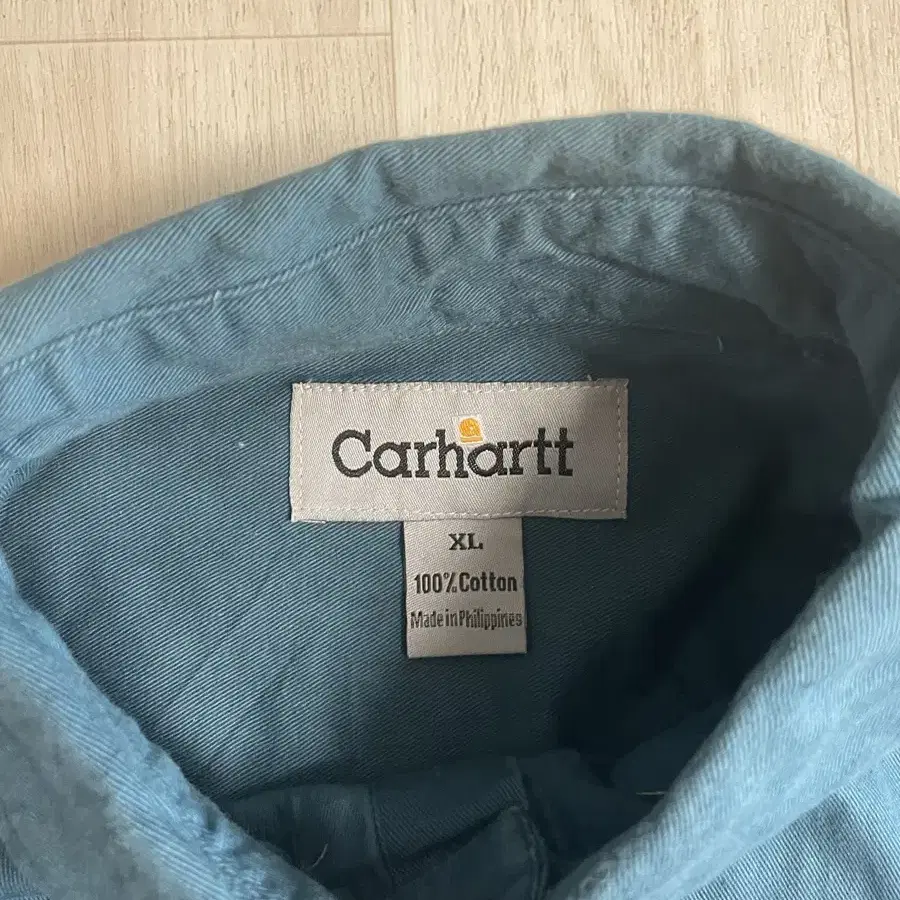 Carhartt
XL
100% Cotton
Made in Philippines